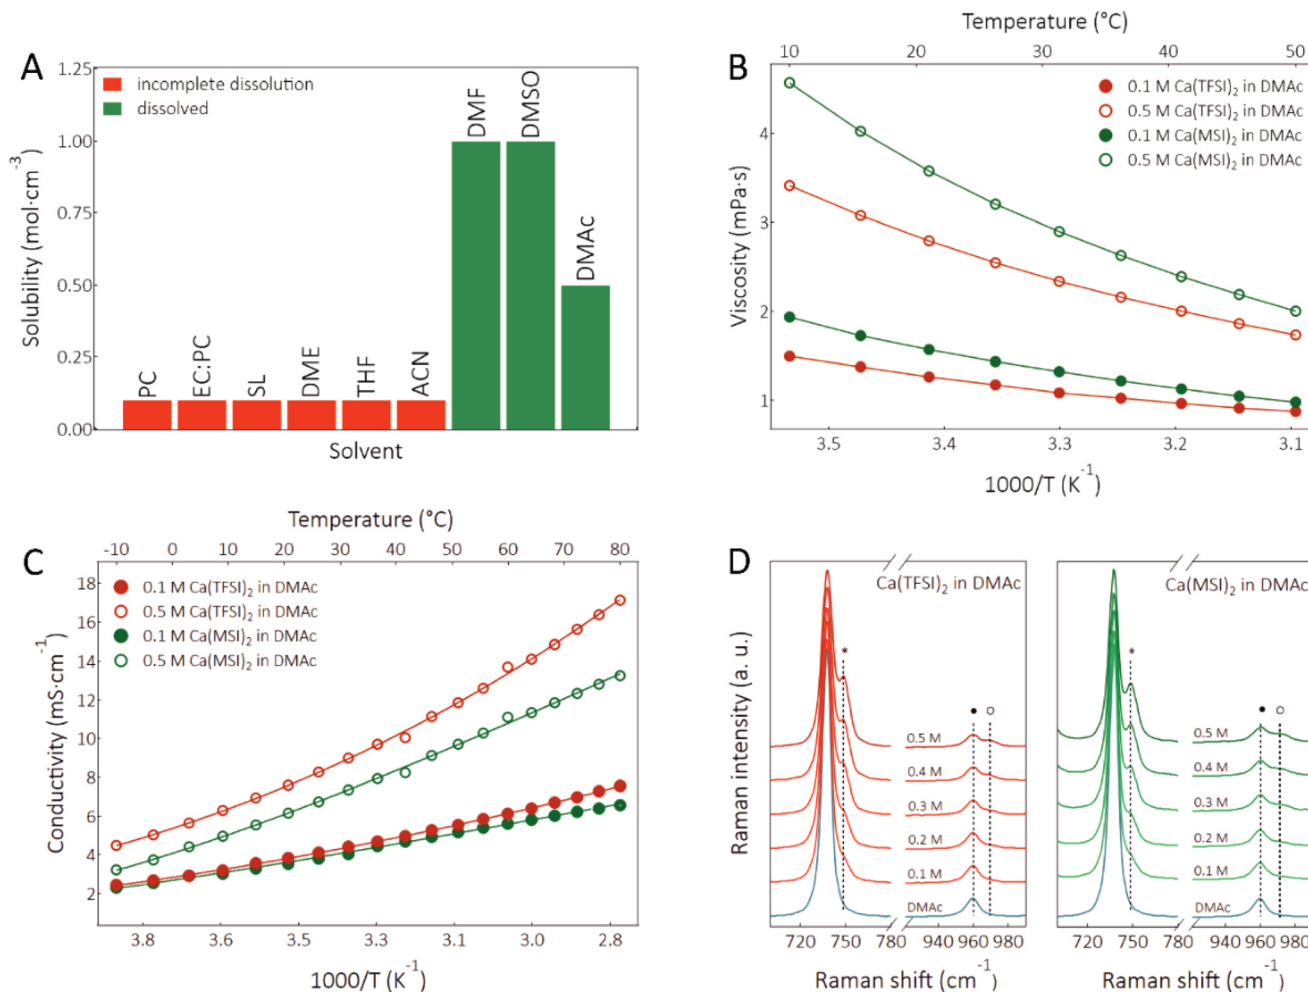 A
incomplete dissolution
dissolved
Solubility (mol·cm⁻³)
1.25
1.00
0.75
0.50
0.25
0.00
PC
EC:PC
SL
DME
THF
ACN
DMF
DMSO
DMAc
Solvent
B
Temperature (°C)
10 21 26 31 36 41 50
0.1 M Ca(TFSI)₂ in DMAc
0.5 M Ca(TFSI)₂ in DMAc
0.1 M Ca(MSI)₂ in DMAc
0.5 M Ca(MSI)₂ in DMAc
Viscosity (mPa·s)
4
3
2
1
3.5 3.4 3.3 3.2 3.1
1000/T (K⁻¹)
C
Temperature (°C)
-10 0 10 20 30 40 50 60 70 80
0.1 M Ca(TFSI)₂ in DMAc
0.5 M Ca(TFSI)₂ in DMAc
0.1 M Ca(MSI)₂ in DMAc
0.5 M Ca(MSI)₂ in DMAc
Conductivity (mS·cm⁻¹)
18
16
14
12
10
8
6
4
2
3.8 3.6 3.5 3.3 3.1 3.0 2.8
1000/T (K⁻¹)
D
Raman intensity (a. u.)
Ca(TFSI)₂ in DMAc
*
0.5 M
0.4 M
0.3 M
0.2 M
0.1 M
DMAc
720 750 780 940 960 980
Raman shift (cm⁻¹)
Ca(MSI)₂ in DMAc
*
0.5 M
0.4 M
0.3 M
0.2 M
0.1 M
DMAc
720 750 780 940 960 980
Raman shift (cm⁻¹)